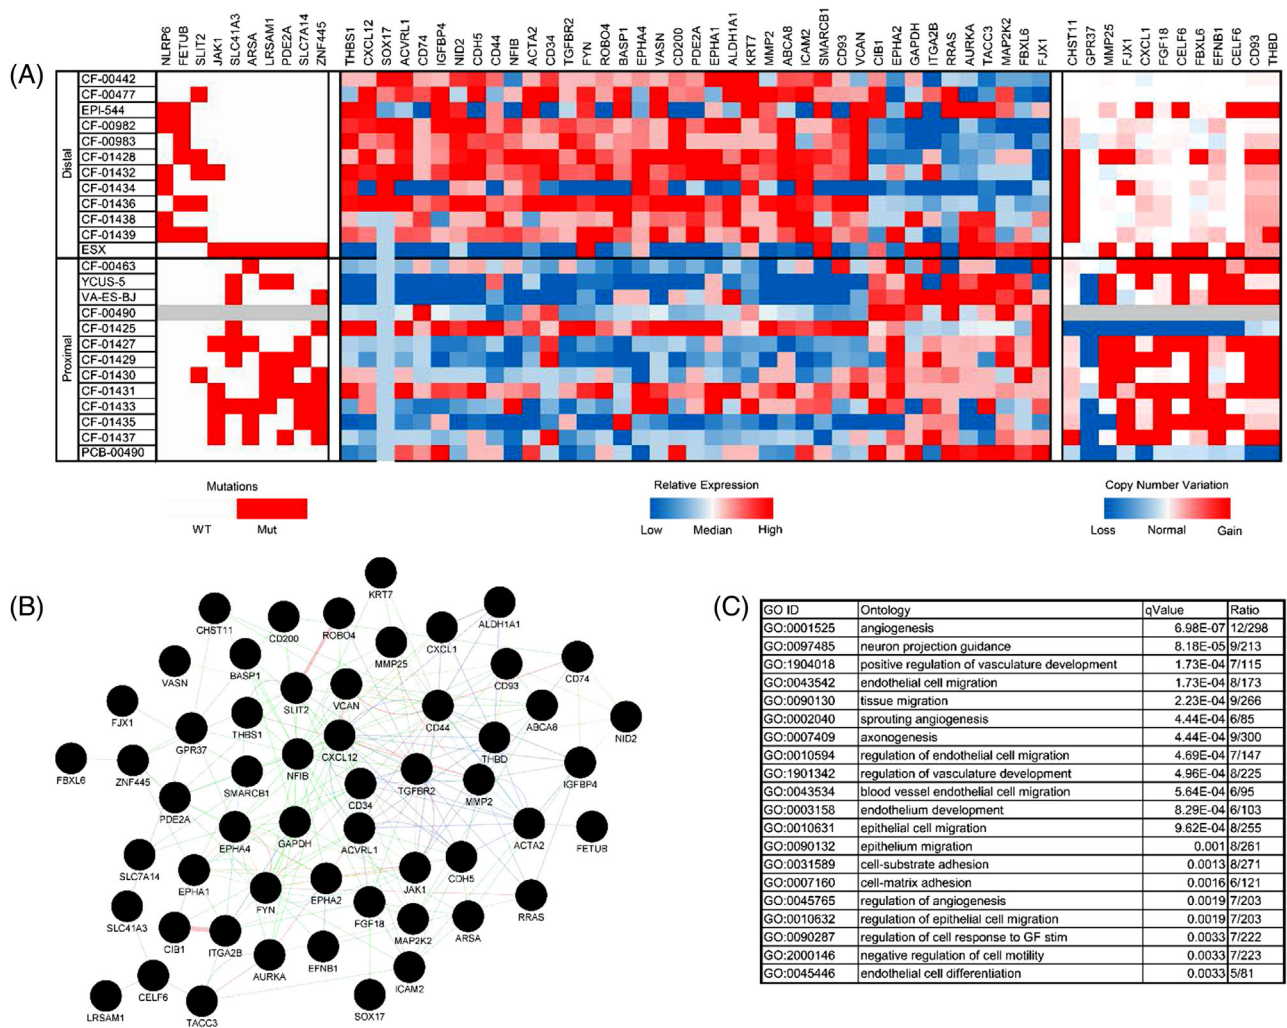 NLRP6 FETUB SLIT2 JAK1 SLC41A3 ARSA LRSAM1 PDE2A SLC7A14 ZNF445 THBS1 CXCL12 SOX17 ACVRL1 CD74 IGFBP4 NID2 CDH5 CD44 NFIB ACTA2 CD34 TGFBR2 FYN ROBO4 BASP1 EPHA4 VASN CD200 PDE2A EPHA1 ALDH1A1 KRT7 MMP2 ABCA8 ICAM2 SMARCB1 CD93 VCAN CIB1 EPHA2 GAPDH ITGA2B RRAS AURKA TACC3 MAP2K2 FBXL6 FJX1 CHST11 GPR37 MMP25 FJX1 CXCL1 FGF18 CELF6 FBXL6 EFNB1 CELF6 CD93 THBD
(A)
Distal
CF-00442
CF-00477
EPI-544
CF-00982
CF-00983
CF-01428
CF-01432
CF-01434
CF-01436
CF-01438
CF-01439
ESX
Proximal
CF-00463
YCUS-5
VA-ES-BJ
CF-00490
CF-01425
CF-01427
CF-01429
CF-01430
CF-01431
CF-01433
CF-01435
CF-01437
PCB-00490
Mutations
WT Mut
Relative Expression
Low Median High
Copy Number Variation
Loss Normal Gain
(B)
KRT7
CHST11
CD200
ROBO4
ALDH1A1
CXCL1
MMP25
VASN
BASP1
CD93
CD74
SLIT2
VCAN
FJX1
THBS1
GPR37
CD44
ABCA8
NID2
CXCL12
THBD
FBXL6
ZNF445
NFIB
SMARCB1
CD34
TGFBR2
MMP2
IGFBP4
PDE2A
EPHA4
GAPDH
ACVRL1
ACTA2
FETUB
SLC7A14
EPHA1
FYN
EPHA2
JAK1
CDH5
SLC41A3
FGF18
MAP2K2
ARSA
RRAS
CIB1
ITGA2B
AURKA
EFNB1
ICAM2
CELF6
LRSAM1
TACC3
SOX17
(C)
GO ID Ontology qValue Ratio
GO:0001525 angiogenesis 6.98E-07 12/298
GO:0097485 neuron projection guidance 8.18E-05 9/213
GO:1904018 positive regulation of vasculature development 1.73E-04 7/115
GO:0043542 endothelial cell migration 1.73E-04 8/173
GO:0090130 tissue migration 2.23E-04 9/266
GO:0002040 sprouting angiogenesis 4.44E-04 6/85
GO:0007409 axonogenesis 4.44E-04 9/300
GO:0010594 regulation of endothelial cell migration 4.69E-04 7/147
GO:1901342 regulation of vasculature development 4.96E-04 8/225
GO:0043534 blood vessel endothelial cell migration 5.64E-04 6/95
GO:0003158 endothelium development 8.29E-04 6/103
GO:0010631 epithelial cell migration 9.62E-04 8/255
GO:0090132 epithelium migration 0.001 8/261
GO:0031589 cell-substrate adhesion 0.0013 8/271
GO:0007160 cell-matrix adhesion 0.0016 6/121
GO:0045765 regulation of angiogenesis 0.0019 7/203
GO:0010632 regulation of epithelial cell migration 0.0019 7/203
GO:0090287 regulation of cell response to GF stim 0.0033 7/222
GO:2000146 negative regulation of cell motility 0.0033 7/223
GO:0045446 endothelial cell differentiation 0.0033 5/81